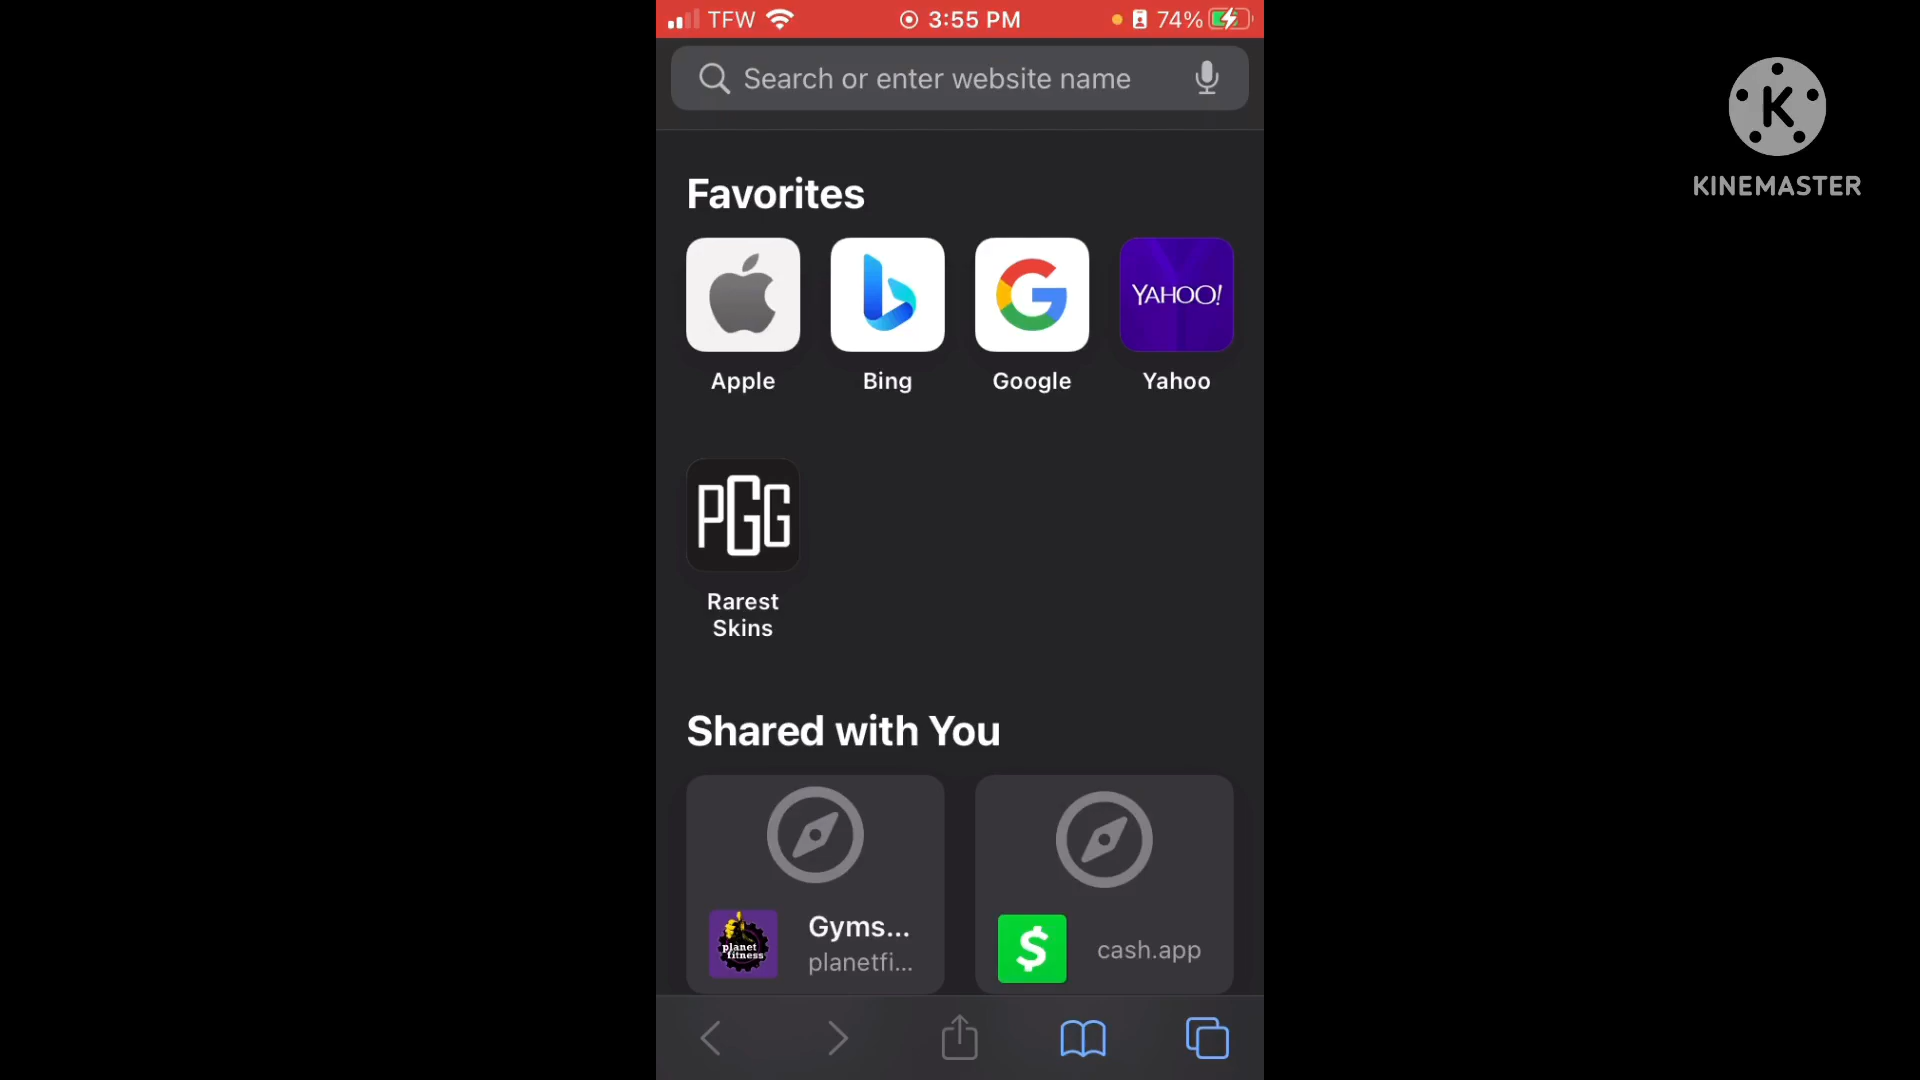 TFW 3:55 PM 74%
Search or enter website name
K
KINEMASTER
Favorites
YAHOO!
Apple Bing Google Yahoo
PGG
Rarest
Skins
Shared with You
Gyms...
planet
fitness
planetfi...
$
cash.app